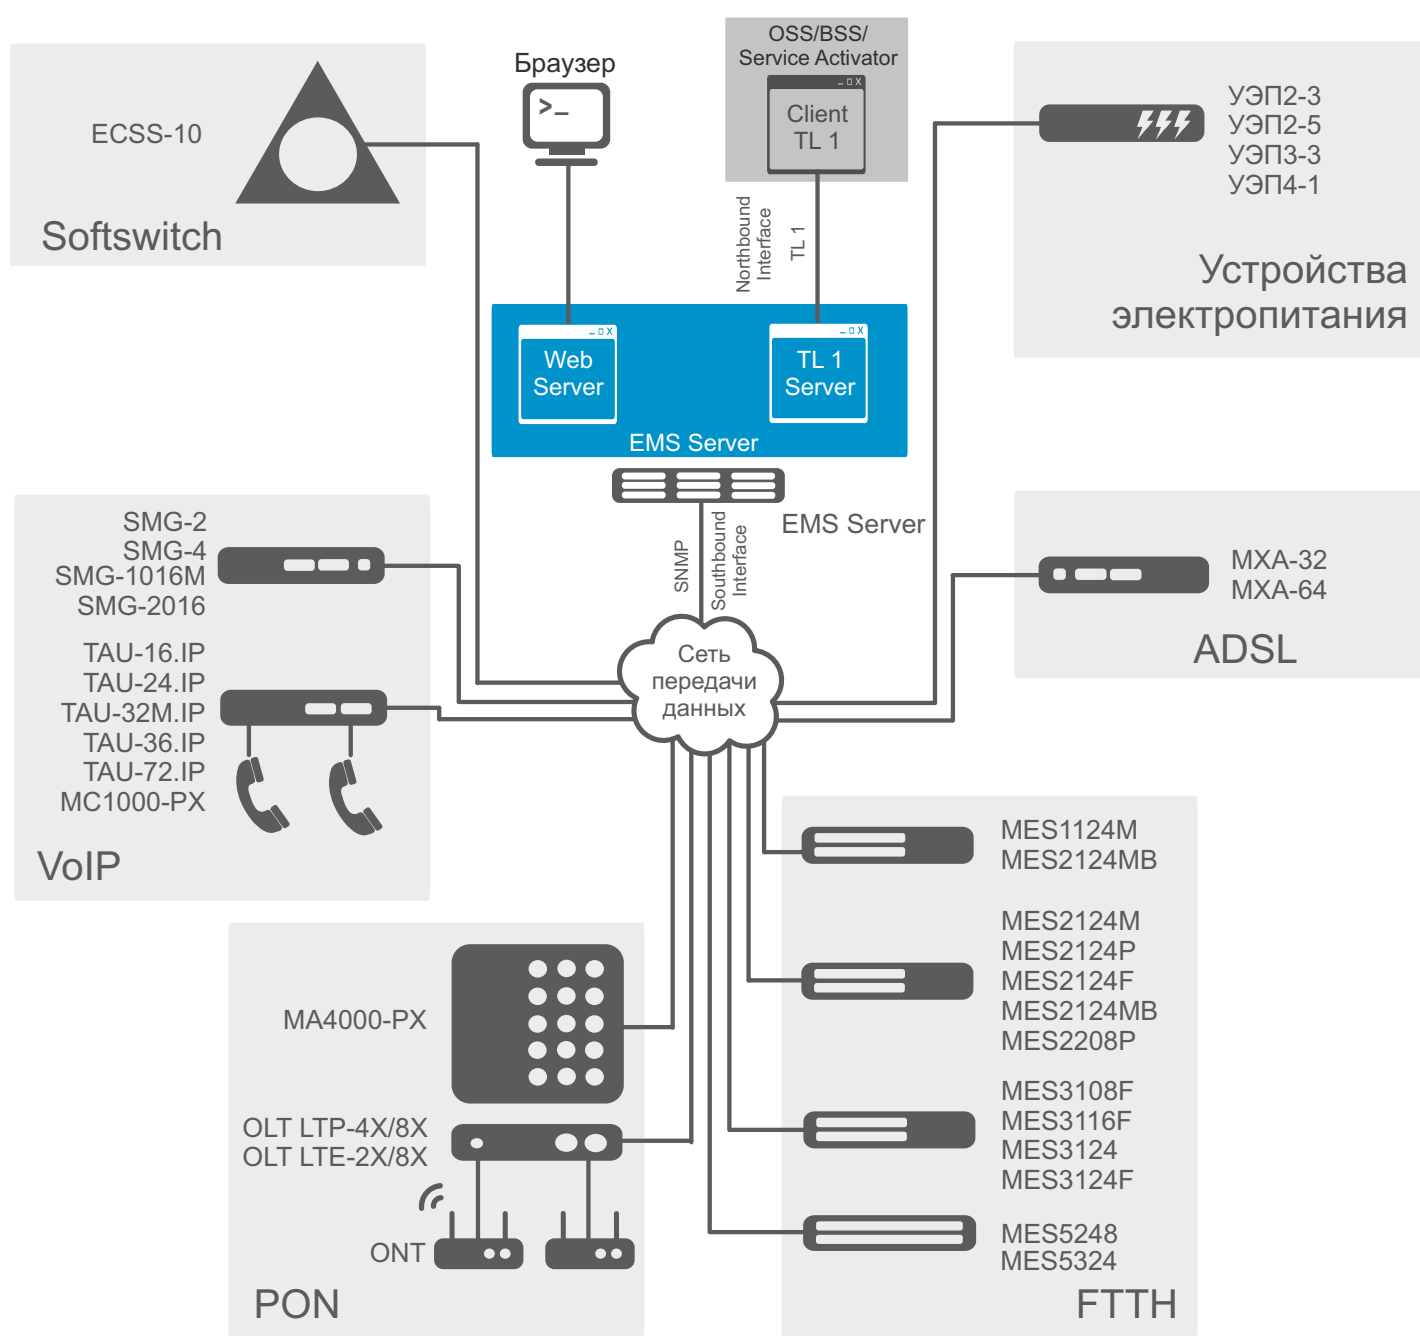 ECSS-10
Softswitch
Браузер
>_
OSS/BSS/
Service Activator
Client
TL 1
Northbound
Interface
TL 1
УЭП2-3
УЭП2-5
УЭП3-3
УЭП4-1
Устройства
электропитания
Web
Server
TL 1
Server
EMS Server
EMS Server
SNMP
Southbound
Interface
SMG-2
SMG-4
SMG-1016M
SMG-2016
TAU-16.IP
TAU-24.IP
TAU-32M.IP
TAU-36.IP
TAU-72.IP
MC1000-PX
VoIP
Сеть
передачи
данных
MXA-32
MXA-64
ADSL
MA4000-PX
OLT LTP-4X/8X
OLT LTE-2X/8X
ONT
PON
MES1124M
MES2124MB
MES2124M
MES2124P
MES2124F
MES2124MB
MES2208P
MES3108F
MES3116F
MES3124
MES3124F
MES5248
MES5324
FTTH